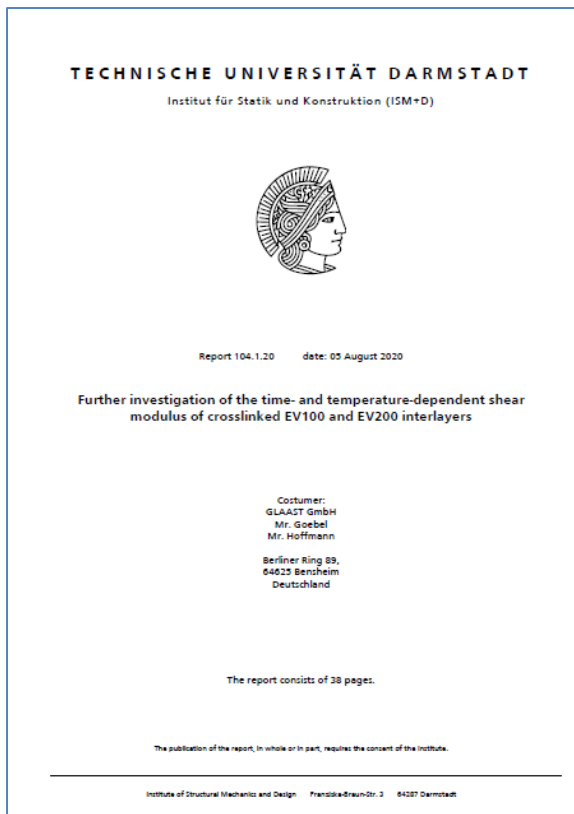 TECHNISCHE UNIVERSITÄT DARMSTADT
Institut für Statik und Konstruktion (ISM+D)
Report 104.1.20 date: 05 August 2020
Further investigation of the time- and temperature-dependent shear
modulus of crosslinked EV100 and EV200 interlayers
Costumer:
GLAAST GmbH
Mr. Goebel
Mr. Hoffmann
Berliner Ring 89,
64625 Bensheim
Deutschland
The report consists of 38 pages.
The publication of the report, in whole or in part, requires the consent of the institute.
Institute of Structural Mechanics and Design Franziska-Braun-Str. 3 64287 Darmstadt